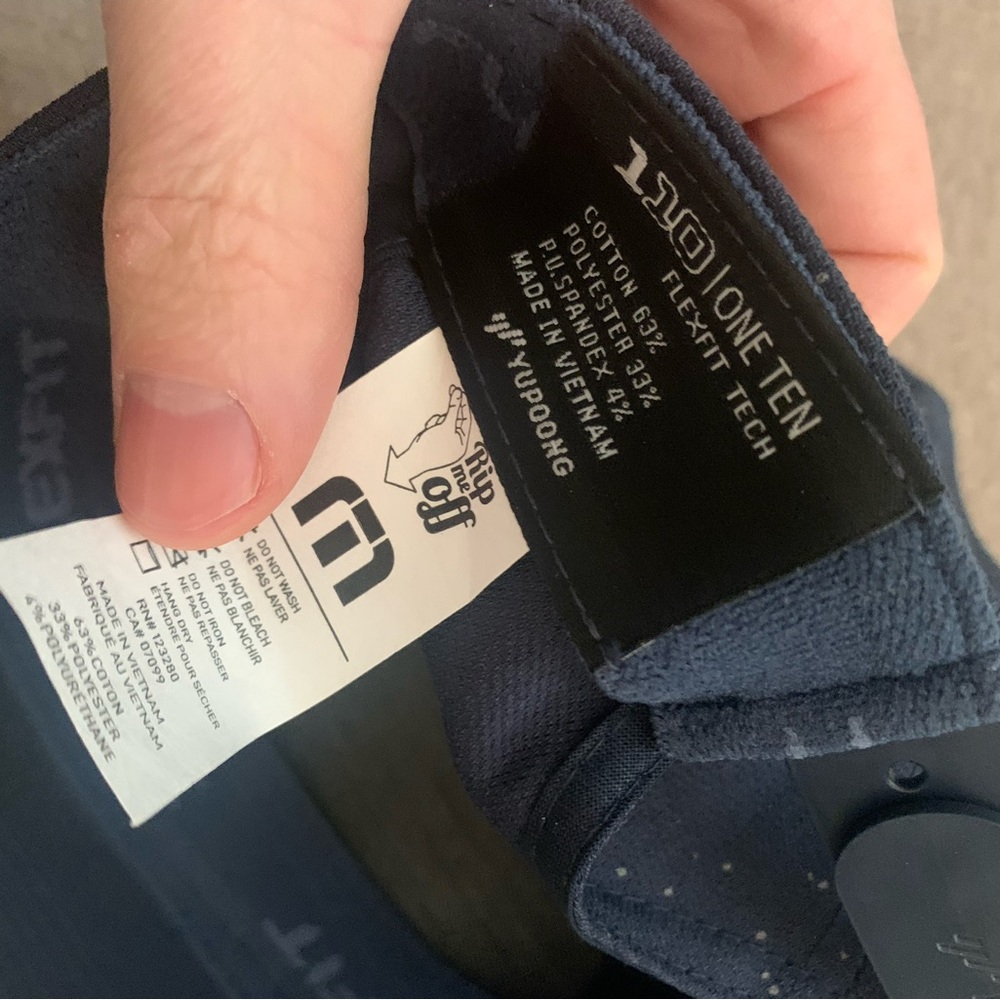 110 | ONE TEN
FLEXFIT TECH
COTTON 63%
POLYESTER 33%
P.U.SPANDEX 4%
MADE IN VIETNAM
YUPOONG
Rip
me
off
DO NOT WASH
NE PAS LAVER
DO NOT BLEACH
NE PAS BLANCHIR
DO NOT IRON
NE PAS REPASSER
HANG DRY
ÉTENDRE POUR SÉCHER
RN# 123280
CA# 07099
MADE IN VIETNAM
FABRIQUÉ AU VIETNAM
63% COTTON
33% POLYESTER
4% POLYURÉTHANE